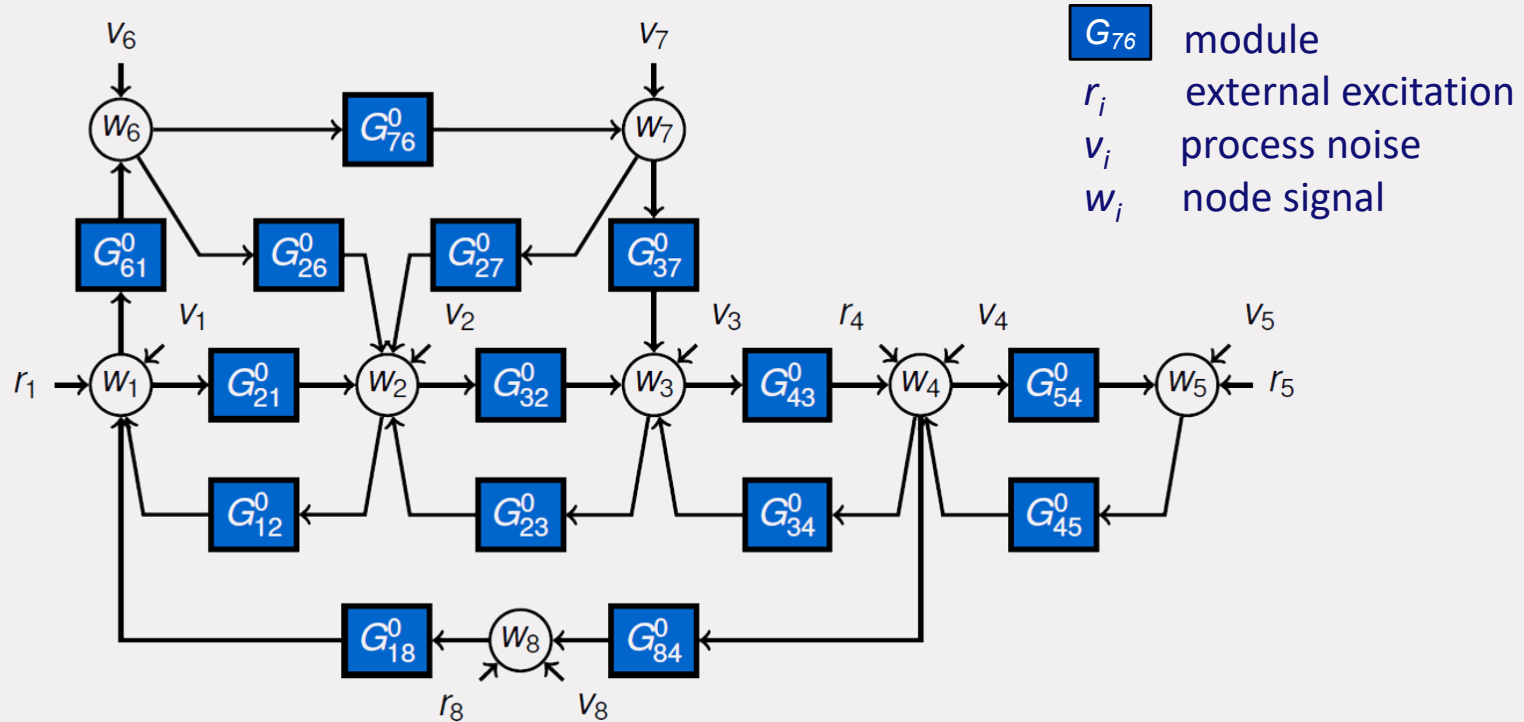 v6 v7
G76 module
ri external excitation
vi process noise
wi node signal
w6 G⁰76 w7
G⁰61 G⁰26 G⁰27 G⁰37
v1 v2 v3 r4 v4 v5
r1 w1 G⁰21 w2 G⁰32 w3 G⁰43 w4 G⁰54 w5 r5
G⁰12 G⁰23 G⁰34 G⁰45
G⁰18 w8 G⁰84
r8 v8